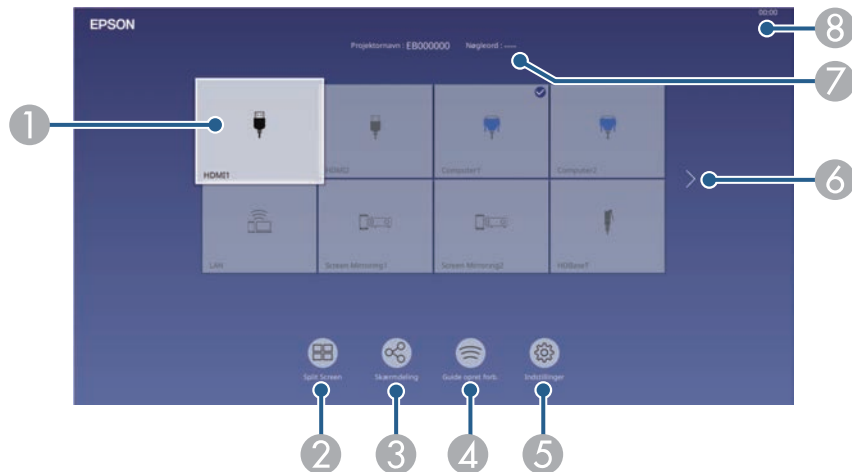 00:00
EPSON
Projektornavn : EB000000 Nøgleord : ----
HDMI1 HDMI2 Computer1 Computer2
LAN Screen Mirroring1 Screen Mirroring2 HDBaseT
Split Screen Skærmdeling Guide opret forb. Indstillinger
1
2
3
4
5
6
7
8